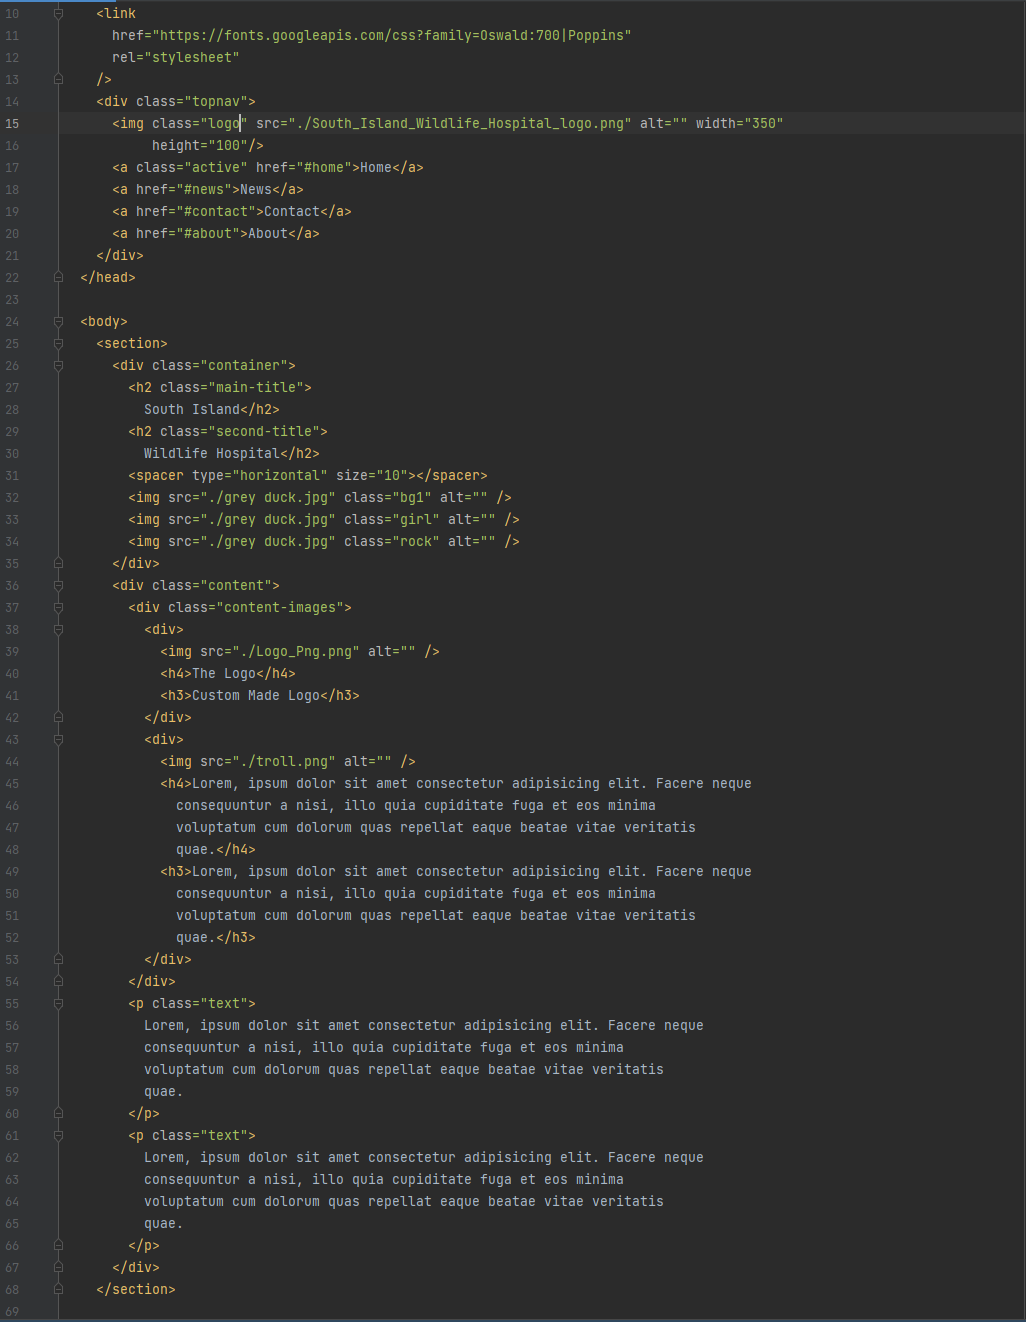 10 <link
11 href="https://fonts.googleapis.com/css?family=Oswald:700|Poppins"
12 rel="stylesheet"
13 />
14 <div class="topnav">
15 <img class="logo" src="./South_Island_Wildlife_Hospital_logo.png" alt="" width="350"
16 height="100"/>
17 <a class="active" href="#home">Home</a>
18 <a href="#news">News</a>
19 <a href="#contact">Contact</a>
20 <a href="#about">About</a>
21 </div>
22 </head>
23
24 <body>
25 <section>
26 <div class="container">
27 <h2 class="main-title">
28 South Island</h2>
29 <h2 class="second-title">
30 Wildlife Hospital</h2>
31 <spacer type="horizontal" size="10"></spacer>
32 <img src="./grey duck.jpg" class="bg1" alt="" />
33 <img src="./grey duck.jpg" class="girl" alt="" />
34 <img src="./grey duck.jpg" class="rock" alt="" />
35 </div>
36 <div class="content">
37 <div class="content-images">
38 <div>
39 <img src="./Logo_Png.png" alt="" />
40 <h4>The Logo</h4>
41 <h3>Custom Made Logo</h3>
42 </div>
43 <div>
44 <img src="./troll.png" alt="" />
45 <h4>Lorem, ipsum dolor sit amet consectetur adipisicing elit. Facere neque
46 consequuntur a nisi, illo quia cupiditate fuga et eos minima
47 voluptatum cum dolorum quas repellat eaque beatae vitae veritatis
48 quae.</h4>
49 <h3>Lorem, ipsum dolor sit amet consectetur adipisicing elit. Facere neque
50 consequuntur a nisi, illo quia cupiditate fuga et eos minima
51 voluptatum cum dolorum quas repellat eaque beatae vitae veritatis
52 quae.</h3>
53 </div>
54 </div>
55 <p class="text">
56 Lorem, ipsum dolor sit amet consectetur adipisicing elit. Facere neque
57 consequuntur a nisi, illo quia cupiditate fuga et eos minima
58 voluptatum cum dolorum quas repellat eaque beatae vitae veritatis
59 quae.
60 </p>
61 <p class="text">
62 Lorem, ipsum dolor sit amet consectetur adipisicing elit. Facere neque
63 consequuntur a nisi, illo quia cupiditate fuga et eos minima
64 voluptatum cum dolorum quas repellat eaque beatae vitae veritatis
65 quae.
66 </p>
67 </div>
68 </section>
69